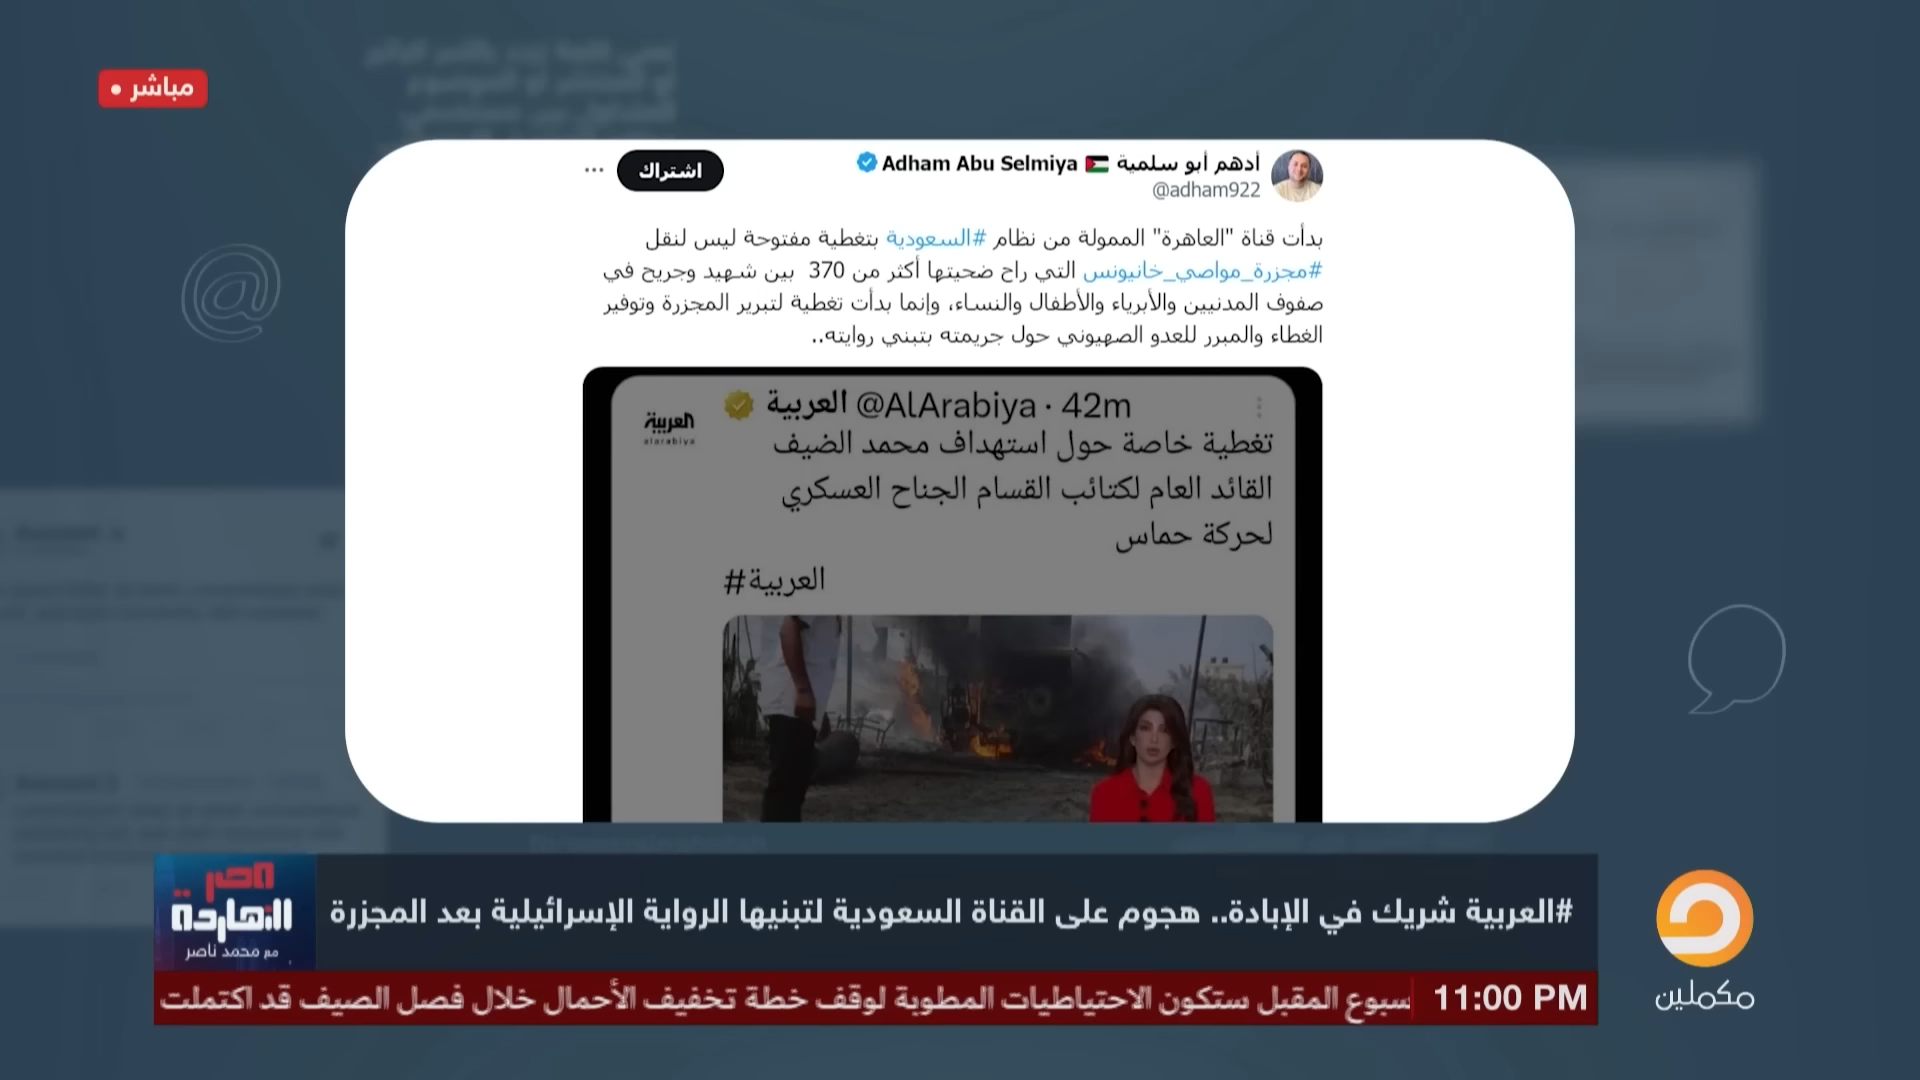 مباشر
أدهم أبو سلمية 🇵🇸 Adham Abu Selmiya
@adham922
اشتراك
بدأت قناة "العاهرة" الممولة من نظام #السعودية بتغطية مفتوحة ليس لنقل
#مجزرة_مواصي_خانيونس التي راح ضحيتها أكثر من 370 بين شهيد وجريح في
صفوف المدنيين والأبرياء والأطفال والنساء، وإنما بدأت تغطية لتبرير المجزرة وتوفير
الغطاء والمبرر للعدو الصهيوني حول جريمته بتبني روايته..
العربية @AlArabiya · 42m
العربية
alarabiya
تغطية خاصة حول استهداف محمد الضيف
القائد العام لكتائب القسام الجناح العسكري
لحركة حماس
#العربية
مصر
النهاردة
مع محمد ناصر
#العربية شريك في الإبادة.. هجوم على القناة السعودية لتبنيها الرواية الإسرائيلية بعد المجزرة
11:00 PM
سبوع المقبل ستكون الاحتياطيات المطلوبة لوقف خطة تخفيف الأحمال خلال فصل الصيف قد اكتملت
مكملين